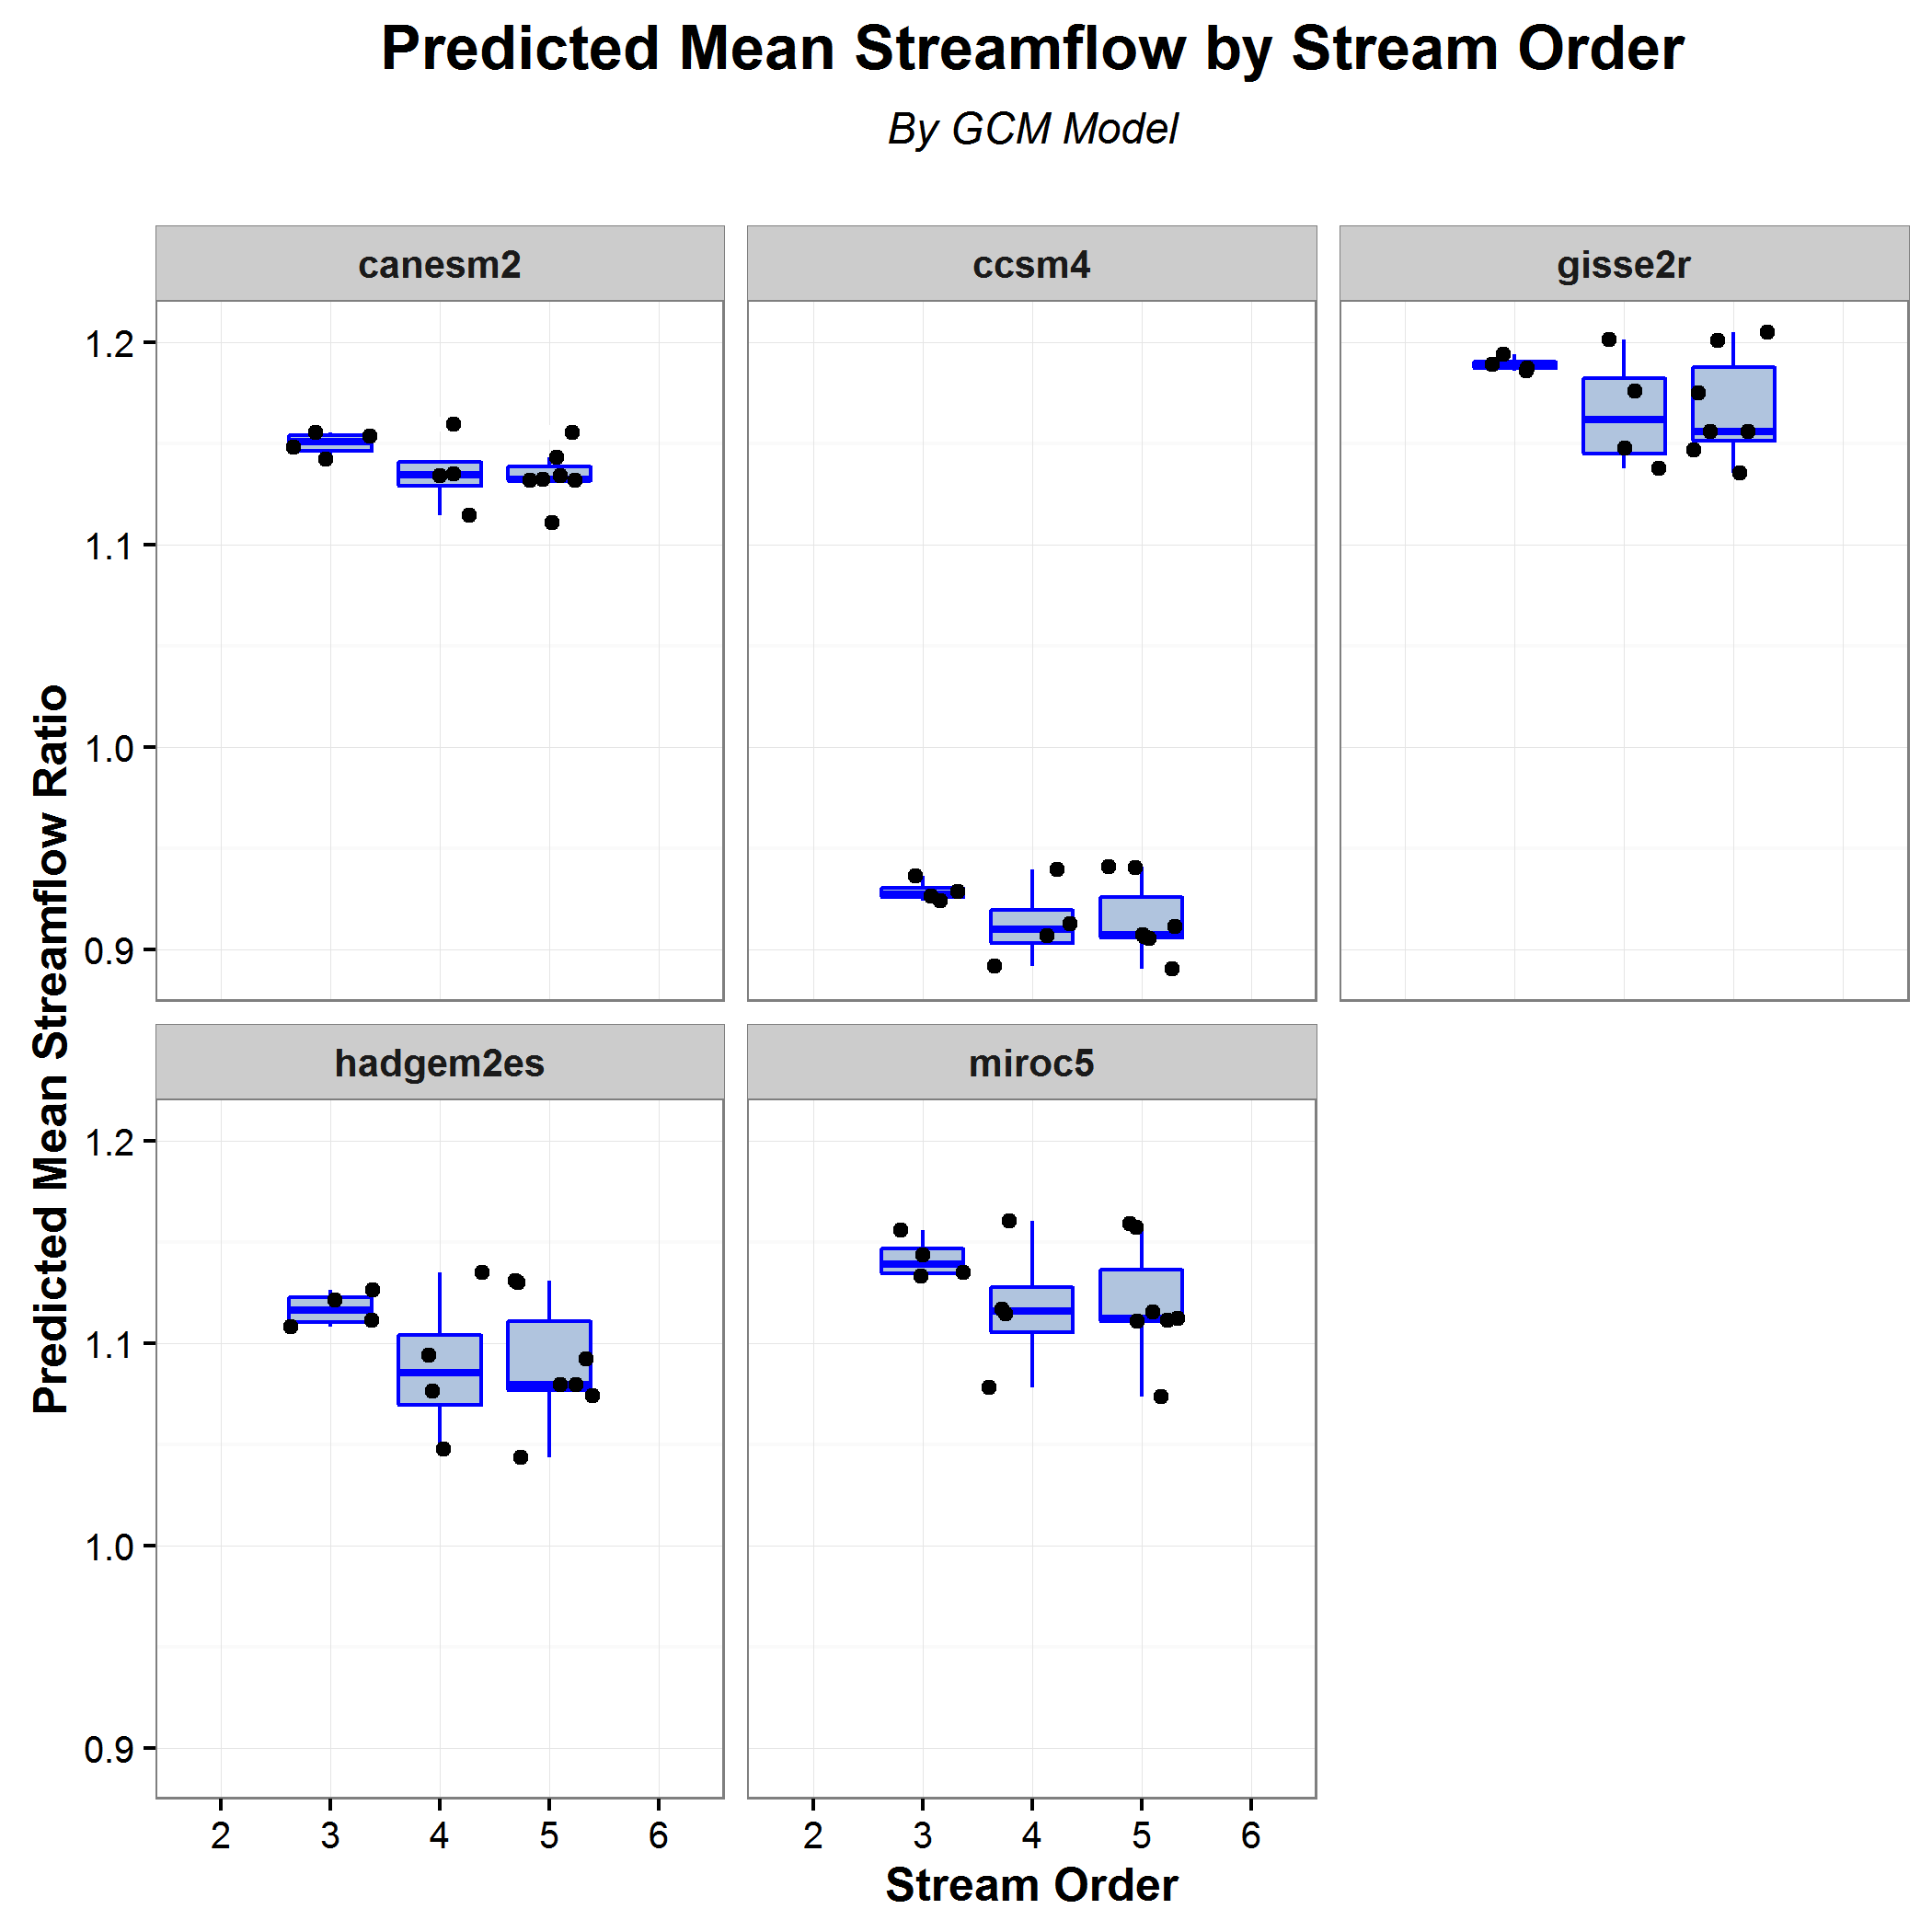 Predicted Mean Streamflow by Stream Order
By GCM Model
canesm2
ccsm4
gisse2r
1.2
1.1
1.0
0.9
Predicted Mean Streamflow Ratio
hadgem2es
miroc5
1.2
1.1
1.0
0.9
2 3 4 5 6
2 3 4 5 6
Stream Order